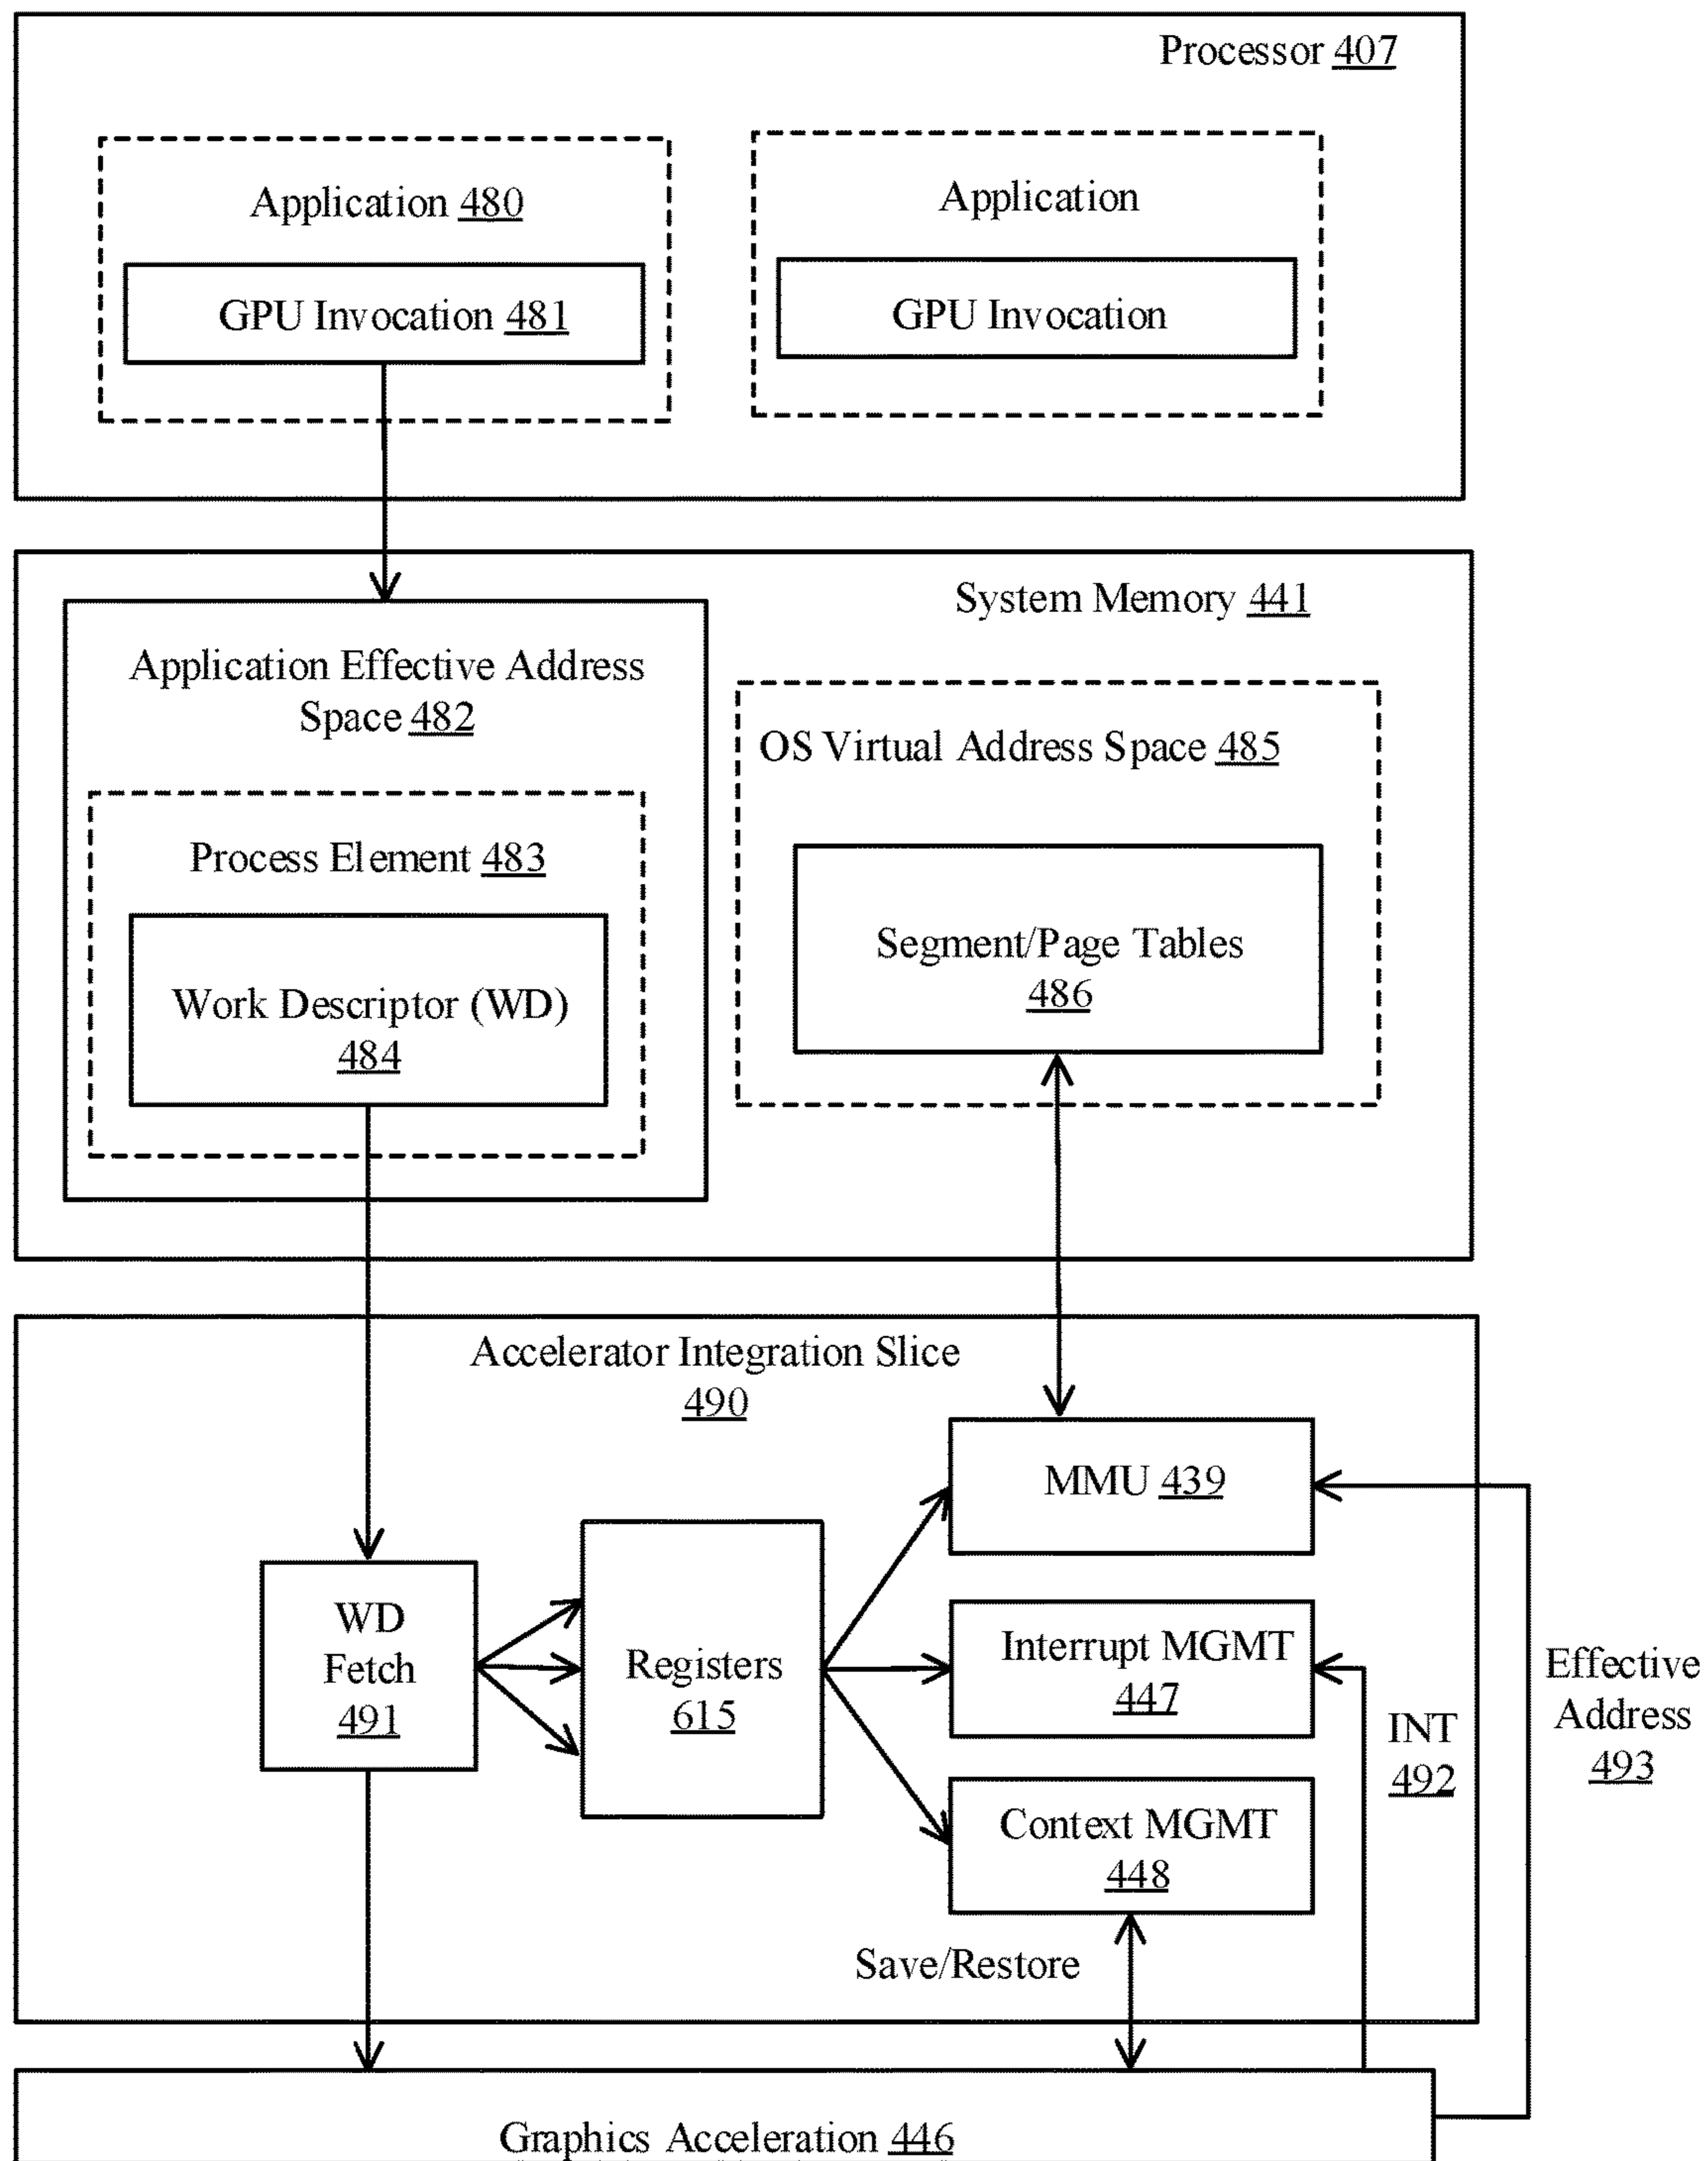 Processor 407
Application 480
GPU Invocation 481
Application
GPU Invocation
System Memory 441
Application Effective Address
Space 482
Process Element 483
Work Descriptor (WD)
484
OS Virtual Address Space 485
Segment/Page Tables
486
Accelerator Integration Slice
490
WD
Fetch
491
Registers
615
MMU 439
Interrupt MGMT
447
Context MGMT
448
Save/Restore
INT
492
Effective
Address
493
Graphics Acceleration 446